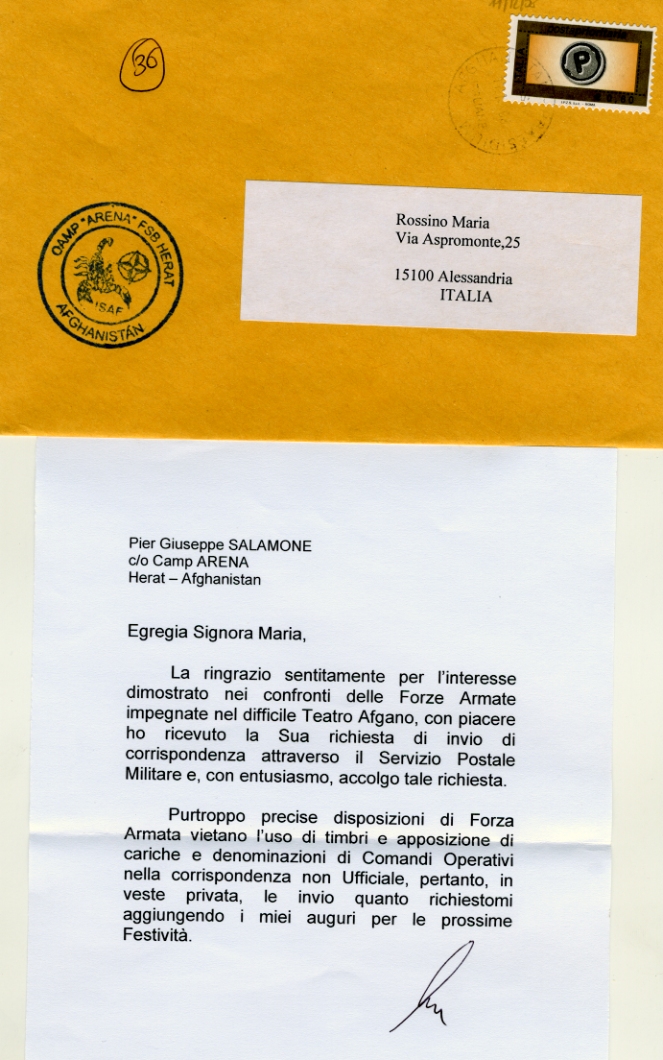 36
CAMP "ARENA" FSB HERAT
ISAF
AFGHANISTÁN
P
Rossino Maria
Via Aspromonte,25
15100 Alessandria
ITALIA
Pier Giuseppe SALAMONE
c/o Camp ARENA
Herat – Afghanistan
Egregia Signora Maria,
La ringrazio sentitamente per l'interesse
dimostrato nei confronti delle Forze Armate
impegnate nel difficile Teatro Afgano, con piacere
ho ricevuto la Sua richiesta di invio di
corrispondenza attraverso il Servizio Postale
Militare e, con entusiasmo, accolgo tale richiesta.
Purtroppo precise disposizioni di Forza
Armata vietano l'uso di timbri e apposizione di
cariche e denominazioni di Comandi Operativi
nella corrispondenza non Ufficiale, pertanto, in
veste privata, le invio quanto richiestomi
aggiungendo i miei auguri per le prossime
Festività.